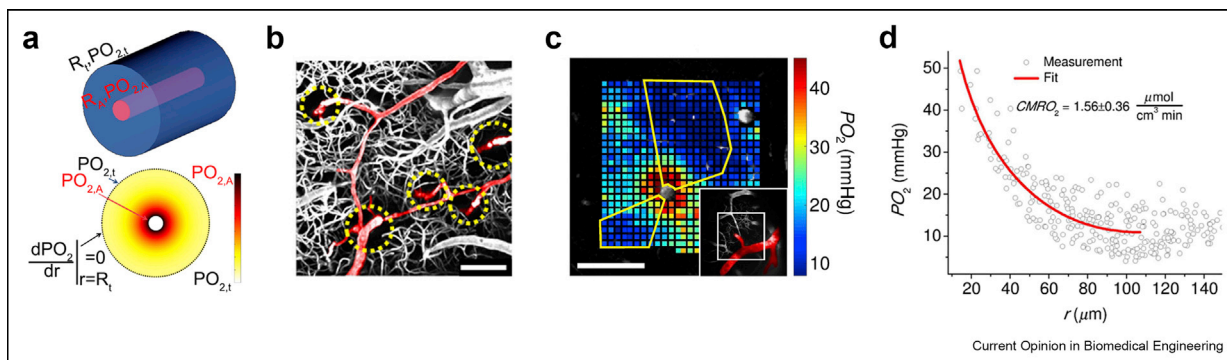 a
R_t,PO_2,t
R_A,PO_2,A
PO_2,t
PO_2,A
PO_2,A
dPO_2
dr
=0
r=R_t
PO_2,t
b
c
40
30
20
10
PO_2 (mmHg)
d
Measurement
Fit
CMRO_2 = 1.56±0.36 μmol
cm^3 min
50
40
30
20
10
PO_2 (mmHg)
20 40 60 80 100 120 140
r (μm)
Current Opinion in Biomedical Engineering